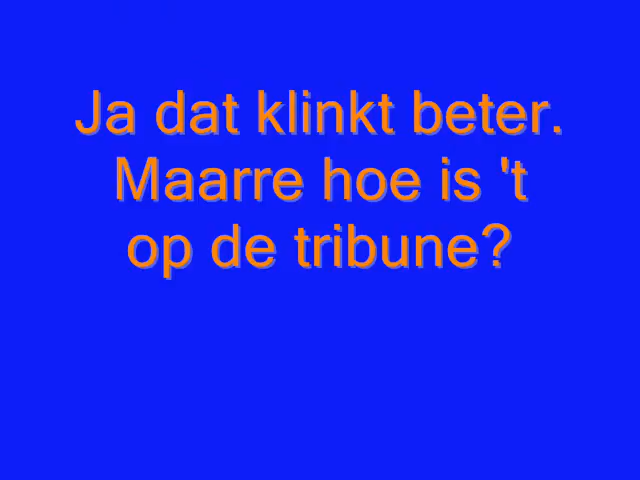 Ja dat klinkt beter.
Maarre hoe is 't
op de tribune?